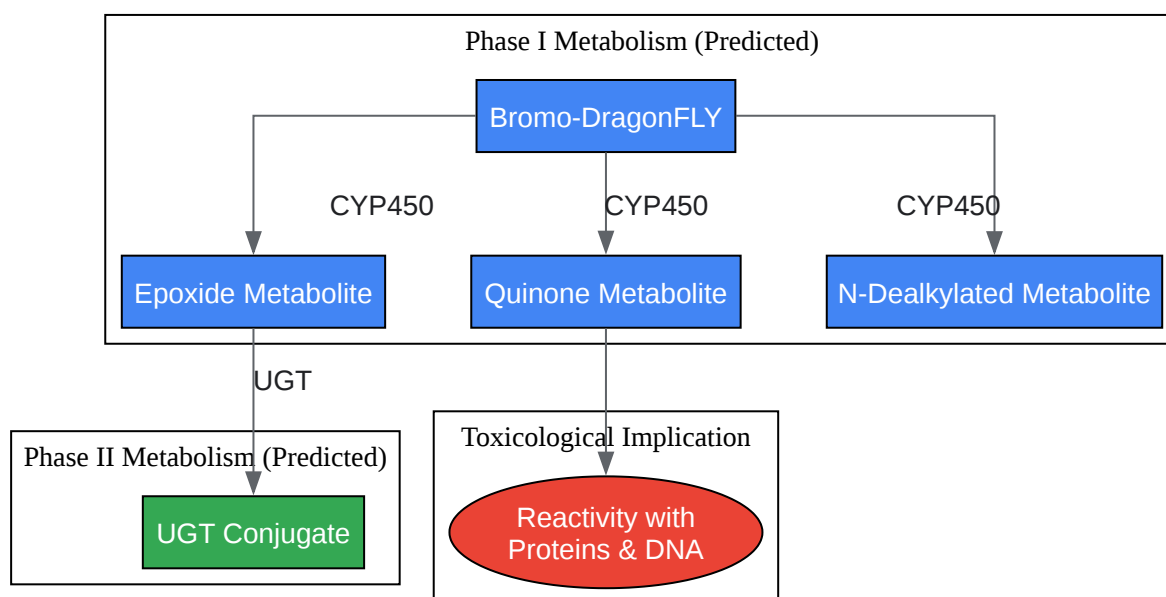 Phase I Metabolism (Predicted)
Bromo-DragonFLY
CYP450
CYP450
CYP450
Epoxide Metabolite
Quinone Metabolite
N-Dealkylated Metabolite
UGT
Phase II Metabolism (Predicted)
UGT Conjugate
Toxicological Implication
Reactivity with
Proteins & DNA